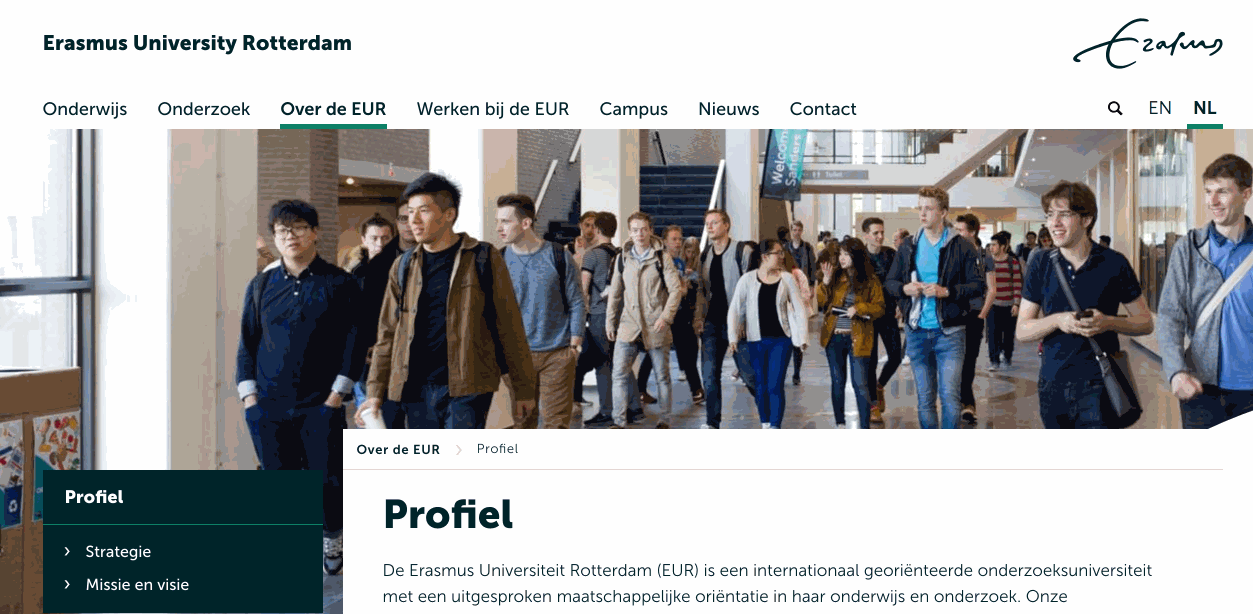 Erasmus University Rotterdam
Erasmus
Onderwijs Onderzoek Over de EUR Werken bij de EUR Campus Nieuws Contact EN NL
Welcom
Sanders
11 Toilet
Over de EUR > Profiel
Profiel
Profiel
De Erasmus Universiteit Rotterdam (EUR) is een internationaal georiënteerde onderzoeksuniversiteit
met een uitgesproken maatschappelijke oriëntatie in haar onderwijs en onderzoek. Onze
> Strategie
> Missie en visie